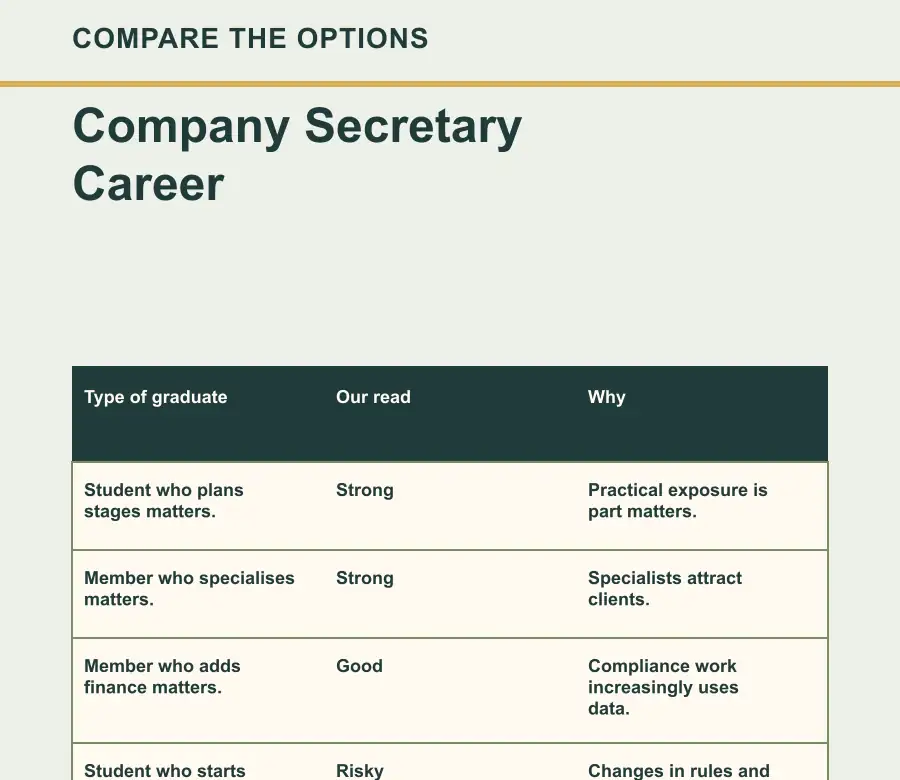 COMPARE THE OPTIONS
Company Secretary
Career
Type of graduate
Our read
Why
Student who plans
stages matters.
Strong
Practical exposure is
part matters.
Member who specialises
matters.
Strong
Specialists attract
clients.
Member who adds
finance matters.
Good
Compliance work
increasingly uses
data.
Student who starts
Risky
Changes in rules and